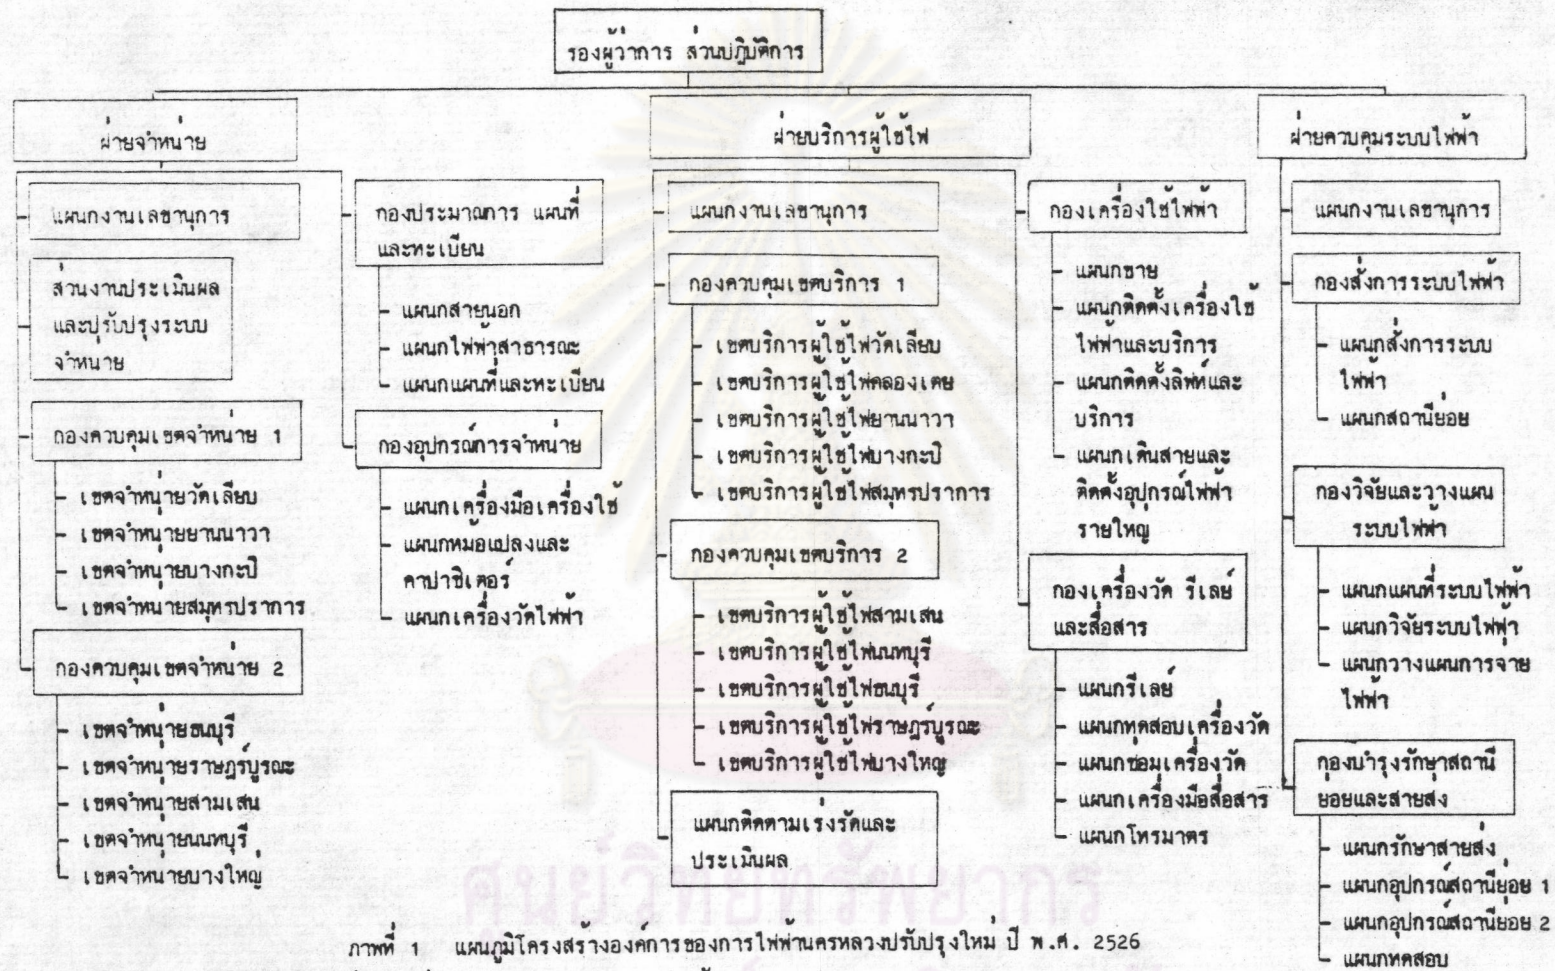 รองผู้ว่าการ ส่วนปฏิบัติการ
ฝ่ายจำหน่าย
แผนกงานเลขานุการ
ส่วนงานประเมินผล
และปรับปรุงระบบ
จำหน่าย
กองควบคุมเขตจำหน่าย 1
- เขตจำหน่ายวัดเลียบ
- เขตจำหน่ายยานนาวา
- เขตจำหน่ายบางกะปิ
- เขตจำหน่ายสมุทรปราการ
กองควบคุมเขตจำหน่าย 2
- เขตจำหน่ายธนบุรี
- เขตจำหน่ายราษฎร์บูรณะ
- เขตจำหน่ายสามเสน
- เขตจำหน่ายนนทบุรี
- เขตจำหน่ายบางใหญ่
กองประมาณการ แผนที่
และทะเบียน
- แผนกสายนอก
- แผนกไฟฟ้าสาธารณะ
- แผนกแผนที่และทะเบียน
กองอุปกรณ์การจำหน่าย
- แผนกเครื่องมือเครื่องใช้
- แผนกหม้อแปลงและ
คาปาซิเตอร์
- แผนกเครื่องวัดไฟฟ้า
ฝ่ายบริการผู้ใช้ไฟ
แผนกงานเลขานุการ
กองควบคุมเขตบริการ 1
- เขตบริการผู้ใช้ไฟวัดเลียบ
- เขตบริการผู้ใช้ไฟคลองเตย
- เขตบริการผู้ใช้ไฟยานนาวา
- เขตบริการผู้ใช้ไฟบางกะปิ
- เขตบริการผู้ใช้ไฟสมุทรปราการ
กองควบคุมเขตบริการ 2
- เขตบริการผู้ใช้ไฟสามเสน
- เขตบริการผู้ใช้ไฟนนทบุรี
- เขตบริการผู้ใช้ไฟธนบุรี
- เขตบริการผู้ใช้ไฟราษฎร์บูรณะ
- เขตบริการผู้ใช้ไฟบางใหญ่
แผนกติดตามเร่งรัดและ
ประเมินผล
กองเครื่องใช้ไฟฟ้า
- แผนกขาย
- แผนกติดตั้งเครื่องใช้
ไฟฟ้าและบริการ
- แผนกติดตั้งลิฟท์และ
บริการ
- แผนกเดินสายและ
ติดตั้งอุปกรณ์ไฟฟ้า
รายใหญ่
กองเครื่องวัด รีเลย์
และสื่อสาร
- แผนกรีเลย์
- แผนกทดสอบเครื่องวัด
- แผนกซ่อมเครื่องวัด
- แผนกเครื่องมือสื่อสาร
- แผนกโทรมาตร
ฝ่ายควบคุมระบบไฟฟ้า
แผนกงานเลขานุการ
กองสั่งการระบบไฟฟ้า
- แผนกสั่งการระบบ
ไฟฟ้า
- แผนกสถานีย่อย
กองวิจัยและวางแผน
ระบบไฟฟ้า
- แผนกแผนที่ระบบไฟฟ้า
- แผนกวิจัยระบบไฟฟ้า
- แผนกวางแผนการจ่าย
ไฟฟ้า
กองบำรุงรักษาสถานี
ย่อยและสายส่ง
- แผนกรักษาสายส่ง
- แผนกอุปกรณ์สถานีย่อย 1
- แผนกอุปกรณ์สถานีย่อย 2
- แผนกทดสอบ
ศูนย์วิทยทรัพยากร
ภาพที่ 1 แผนภูมิโครงสร้างองค์การของการไฟฟ้านครหลวงปรับปรุงใหม่ ปี พ.ศ. 2526